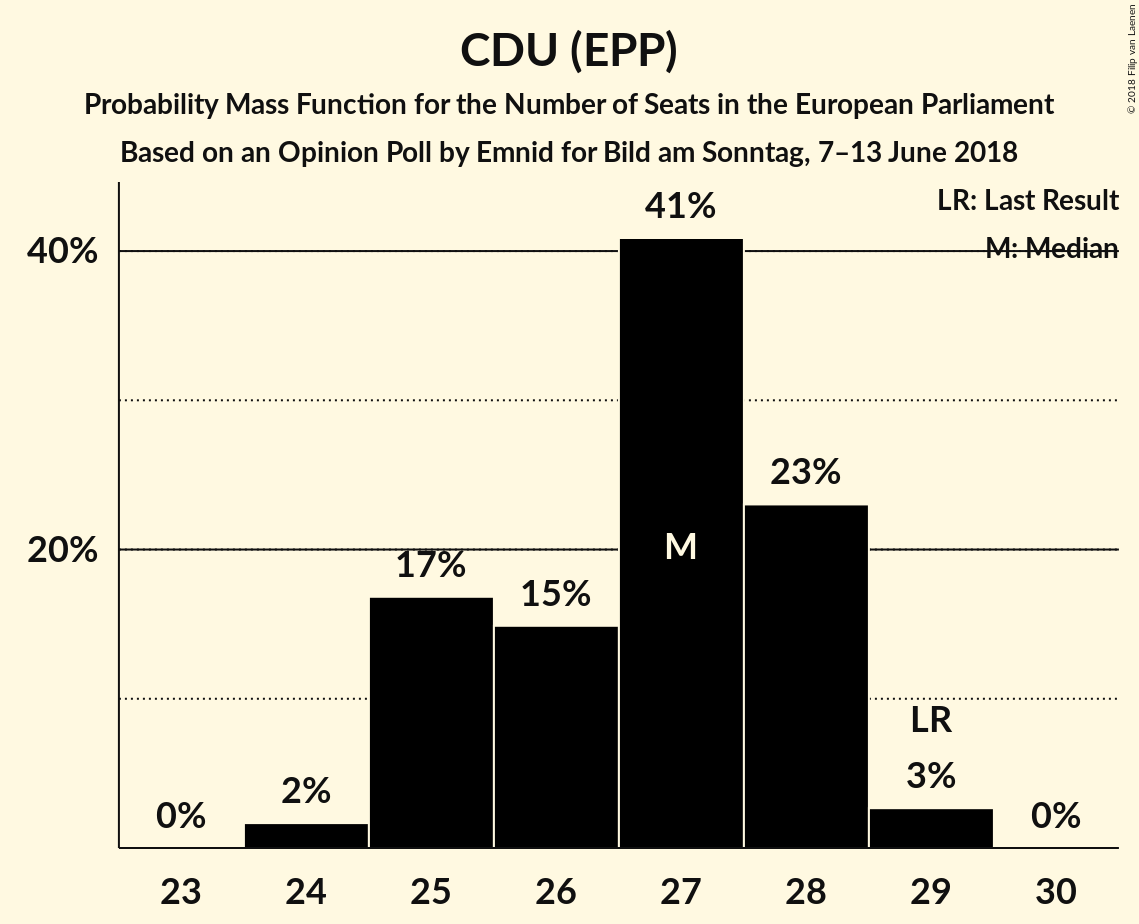 CDU (EPP)
Probability Mass Function for the Number of Seats in the European Parliament
Based on an Opinion Poll by Emnid for Bild am Sonntag, 7–13 June 2018
© 2018 Filip van Laenen
LR: Last Result
M: Median
40%
20%
0%
2%
17%
15%
41%
M
23%
LR
3%
0%
23 24 25 26 27 28 29 30